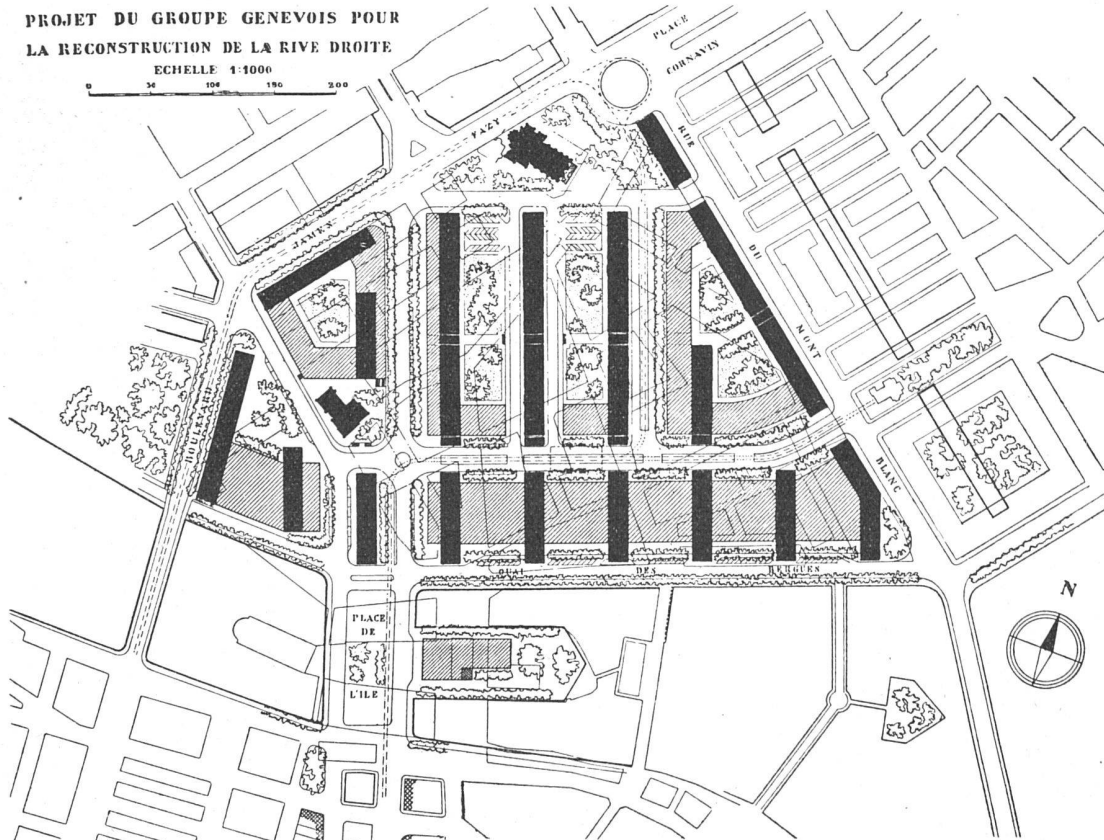 PROJET DU GROUPE GENEVOIS POUR
LA RECONSTRUCTION DE LA RIVE DROITE
ECHELLE 1:1000
0 50 100 150 200
PLACE
CORNAVIN
BOULEVARD JAMES FAZY
RUE DU MONT BLANC
QUAI DES BERGUES
PLACE
DE
L'ILE
N